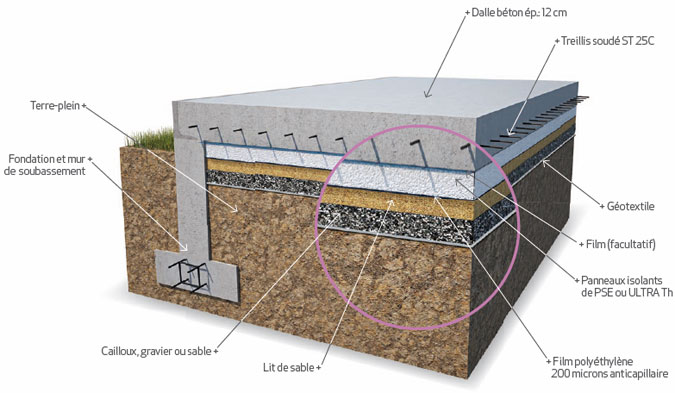 + Dalle béton ép.: 12 cm
+ Treillis soudé ST 25C
Terre-plein +
Fondation et mur +
de soubassement
+ Géotextile
+ Film (facultatif)
+ Panneaux isolants
de PSE ou ULTRA Th
Cailloux, gravier ou sable +
Lit de sable +
+ Film polyéthylène
200 microns anticapillaire